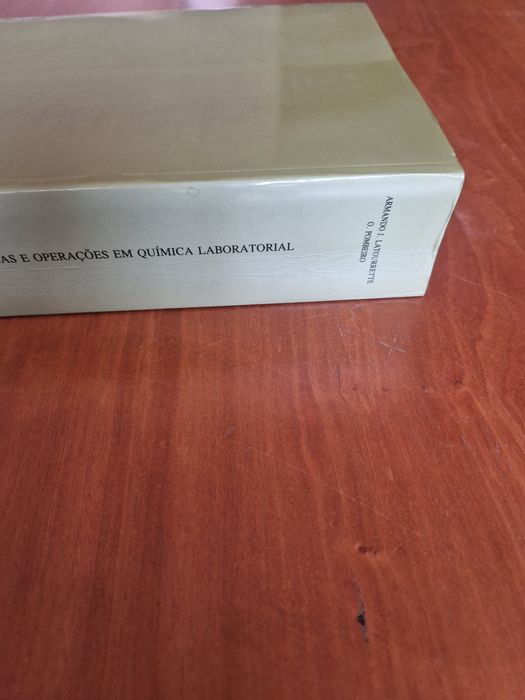 AS E OPERAÇÕES EM QUÍMICA LABORATORIAL
ARMANDO J. LATOURRETTE
O. POMBEIRO